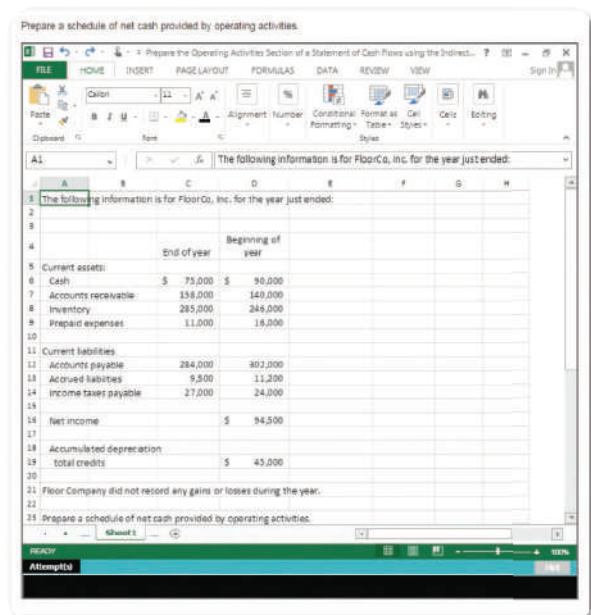 Prepare a schedule of net cash provided by operating activities.
Prepare the Operating Activities Section of a Statement of Cash Flows using the Indirect... ?
FILE HOME INSERT PAGE LAYOUT FORMULAS DATA REVIEW VIEW Sign In
Calibri 11 A A %
Paste B I U A Alignment Number Conditional Format as Cell Cells Editing
Formatting Table Styles
Clipboard Font Styles
A1 fx The following information is for FloorCo, Inc. for the year just ended:
A B C D E F G H
1 The following information is for FloorCo, Inc. for the year just ended:
2
3
4 End of year Beginning of year
5 Current assets:
6 Cash $ 75,000 $ 90,000
7 Accounts receivable 158,000 140,000
8 Inventory 285,000 246,000
9 Prepaid expenses 11,000 16,000
10
11 Current liabilities
12 Accounts payable 284,000 302,000
13 Accrued liabilities 9,500 11,200
14 Income taxes payable 27,000 24,000
15
16 Net income $ 94,500
17
18 Accumulated depreciation
19 total credits $ 45,000
20
21 Floor Company did not record any gains or losses during the year.
22
23 Prepare a schedule of net cash provided by operating activities.
Sheet1
READY 100%
Attempt(s)